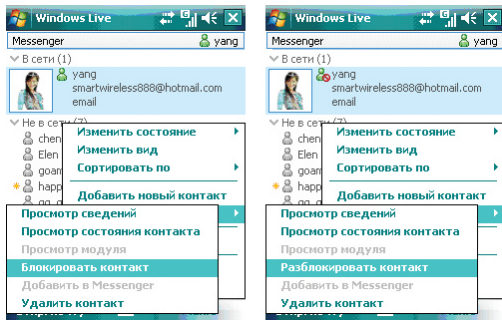 Windows Live
Messenger yang
В сети (1)
yang
smartwireless888@hotmail.com
email
Не в сети (7)
chen
Изменить состояние
Elen
Изменить вид
goam
Сортировать по
happ
Добавить новый контакт
Просмотр сведений
Просмотр состояния контакта
Просмотр модуля
Блокировать контакт
Добавить в Messenger
Удалить контакт
Windows Live
Messenger yang
В сети (1)
yang
smartwireless888@hotmail.com
email
Не в сети (7)
chen
Изменить состояние
Elen
Изменить вид
goam
Сортировать по
happ
Добавить новый контакт
Просмотр сведений
Просмотр состояния контакта
Просмотр модуля
Разблокировать контакт
Добавить в Messenger
Удалить контакт